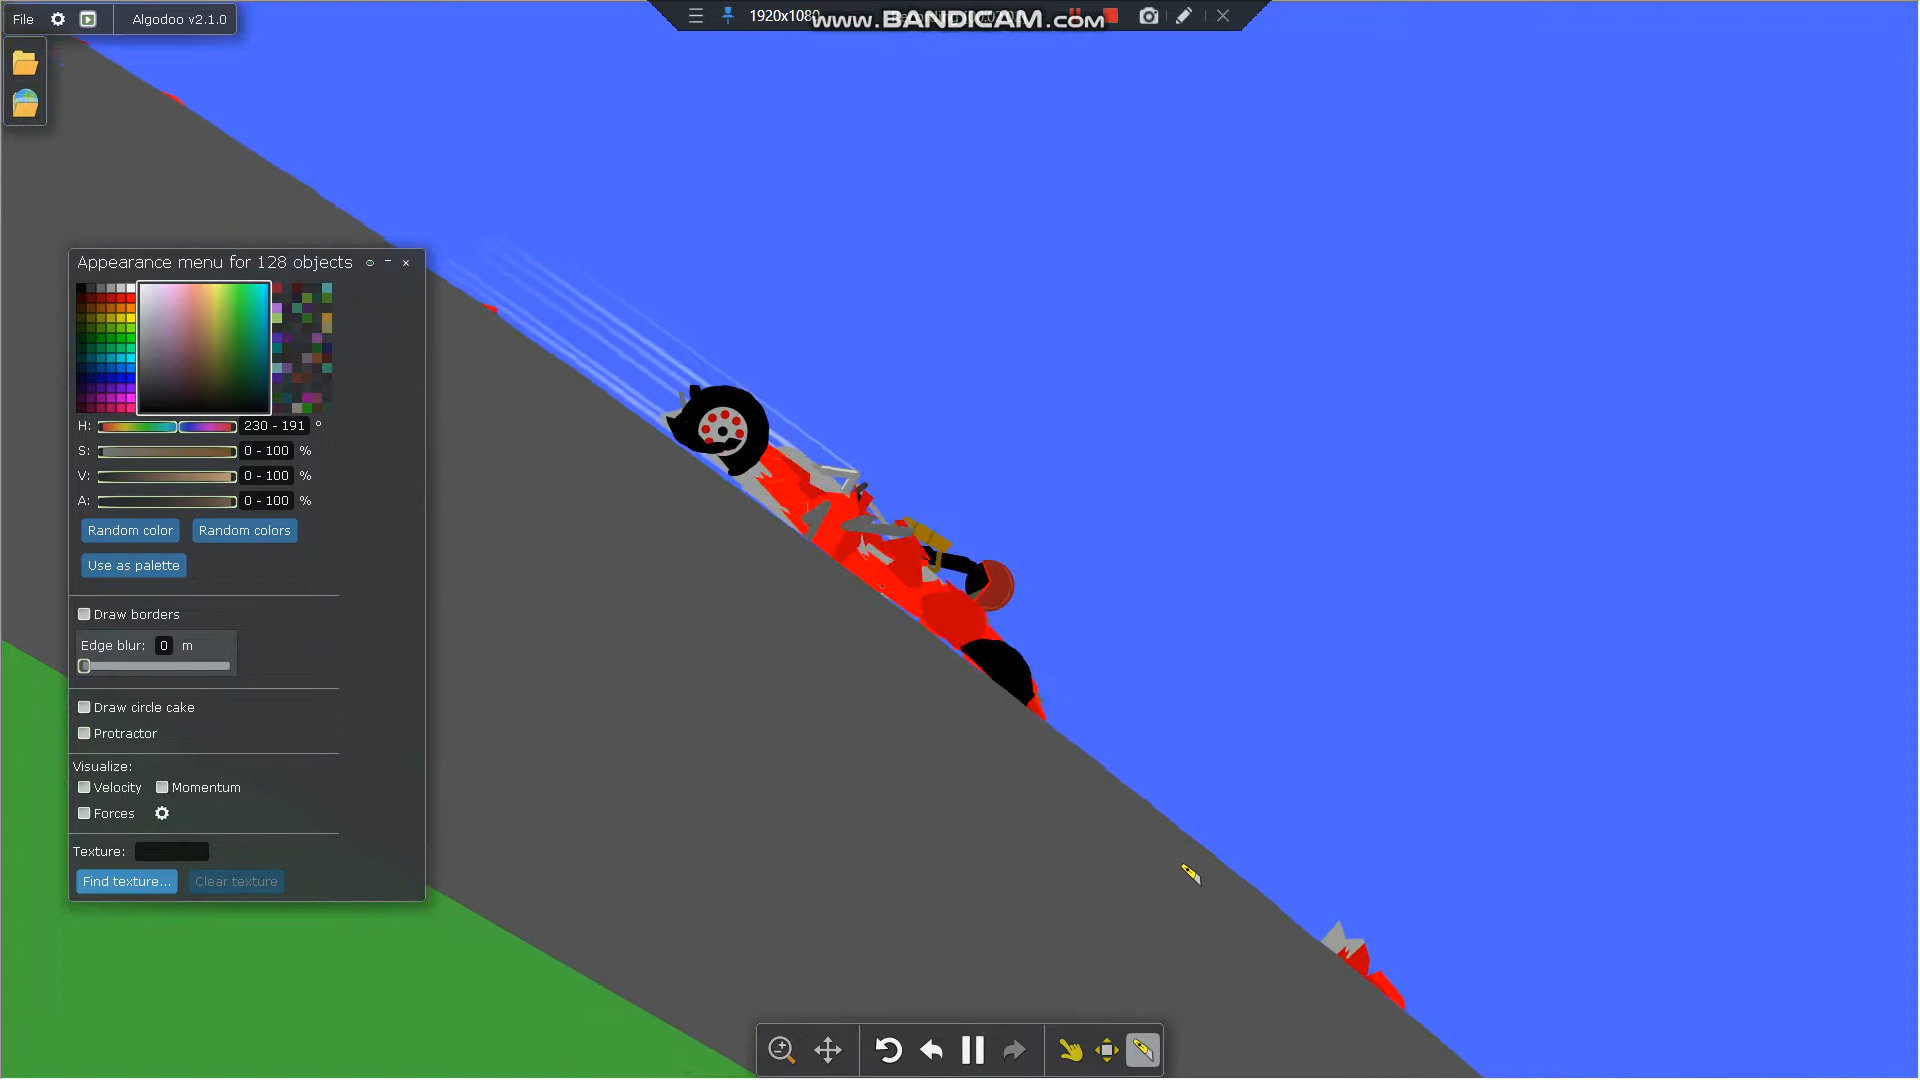 File
Algodoo v2.1.0
1920x1080
www.BANDICAM.com
Appearance menu for 128 objects
H: 230 - 191 °
S: 0 - 100 %
V: 0 - 100 %
A: 0 - 100 %
Random color
Random colors
Use as palette
Draw borders
Edge blur: 0 m
Draw circle cake
Protractor
Visualize:
Velocity
Momentum
Forces
Texture:
Find texture...
Clear texture